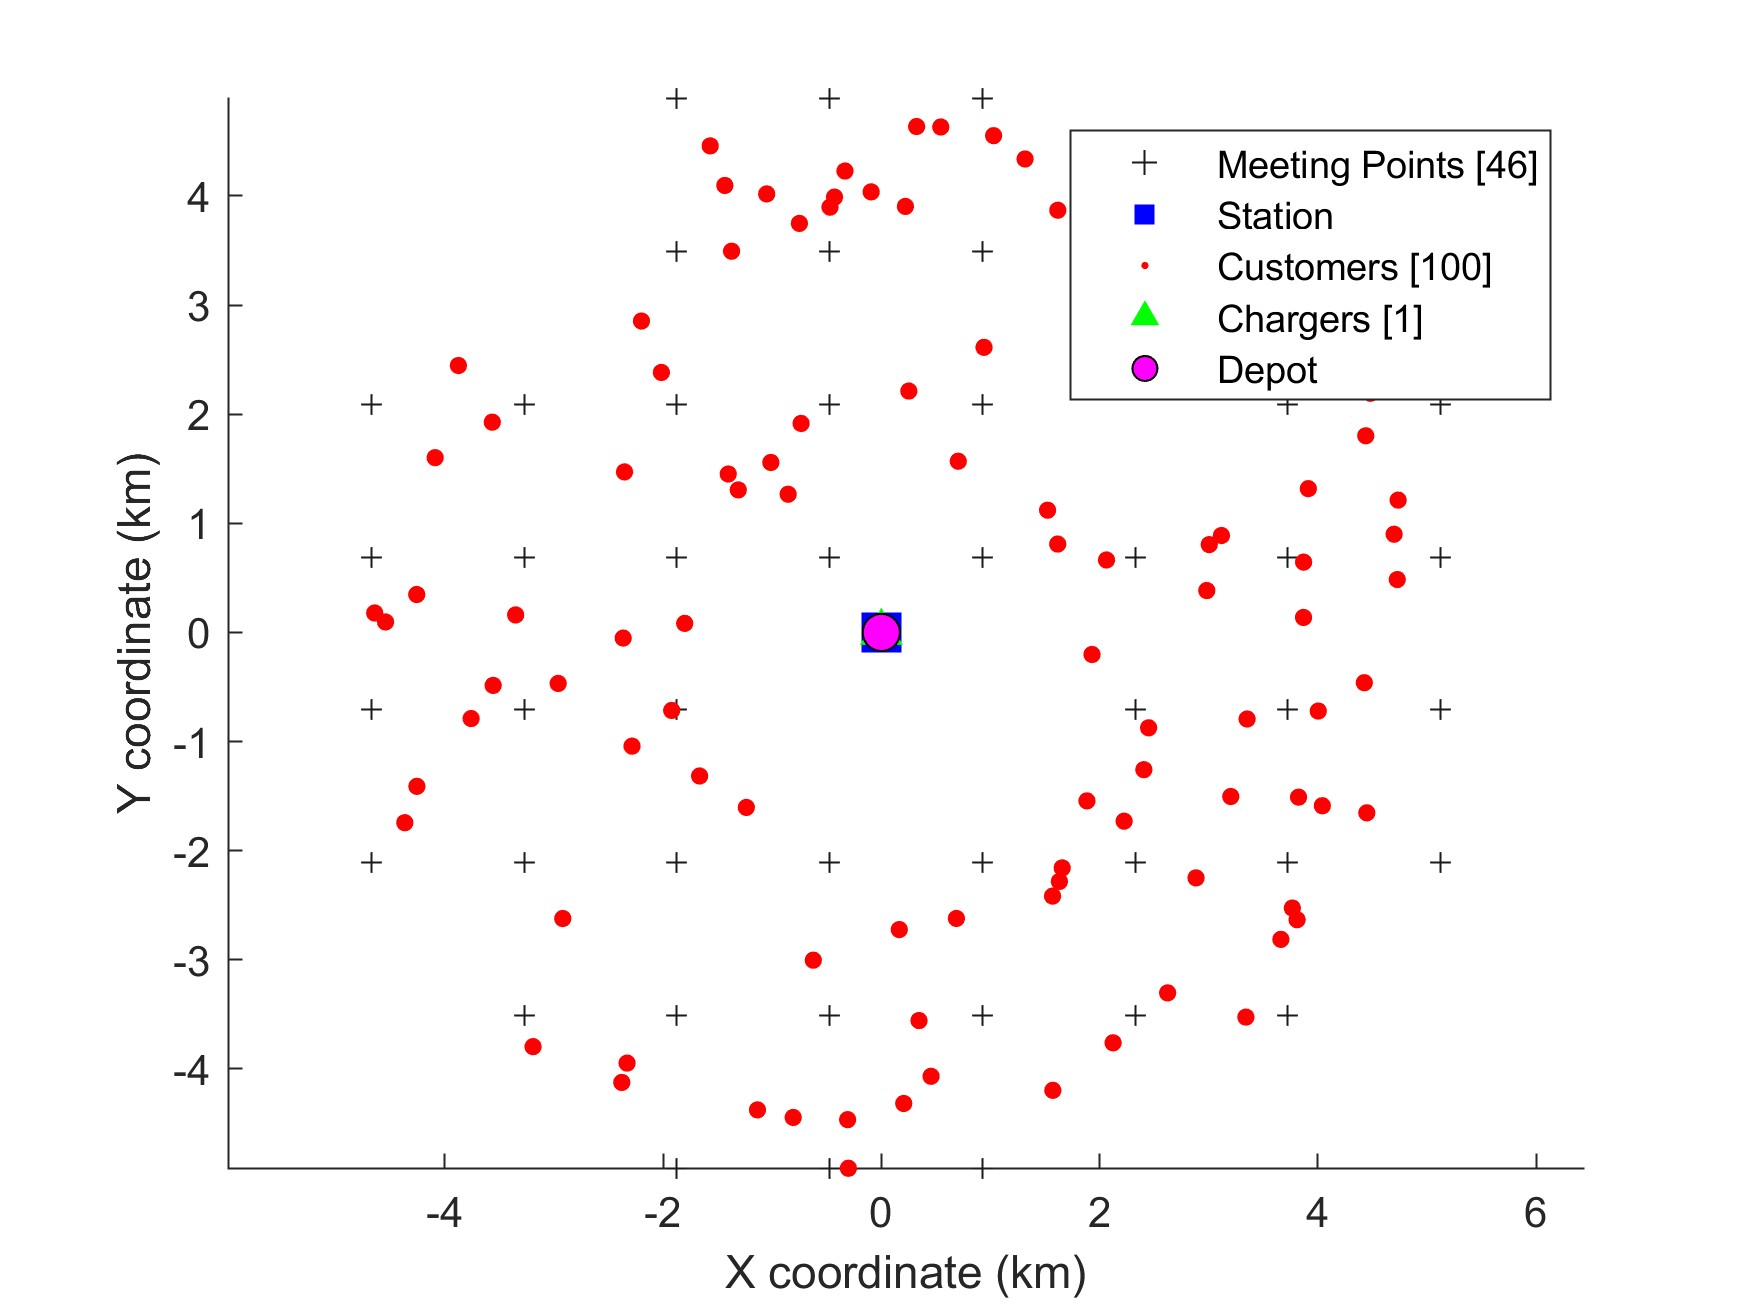 Meeting Points [46]
Station
Customers [100]
Chargers [1]
Depot
4
3
2
1
0
-1
-2
-3
-4
Y coordinate (km)
-4 -2 0 2 4 6
X coordinate (km)